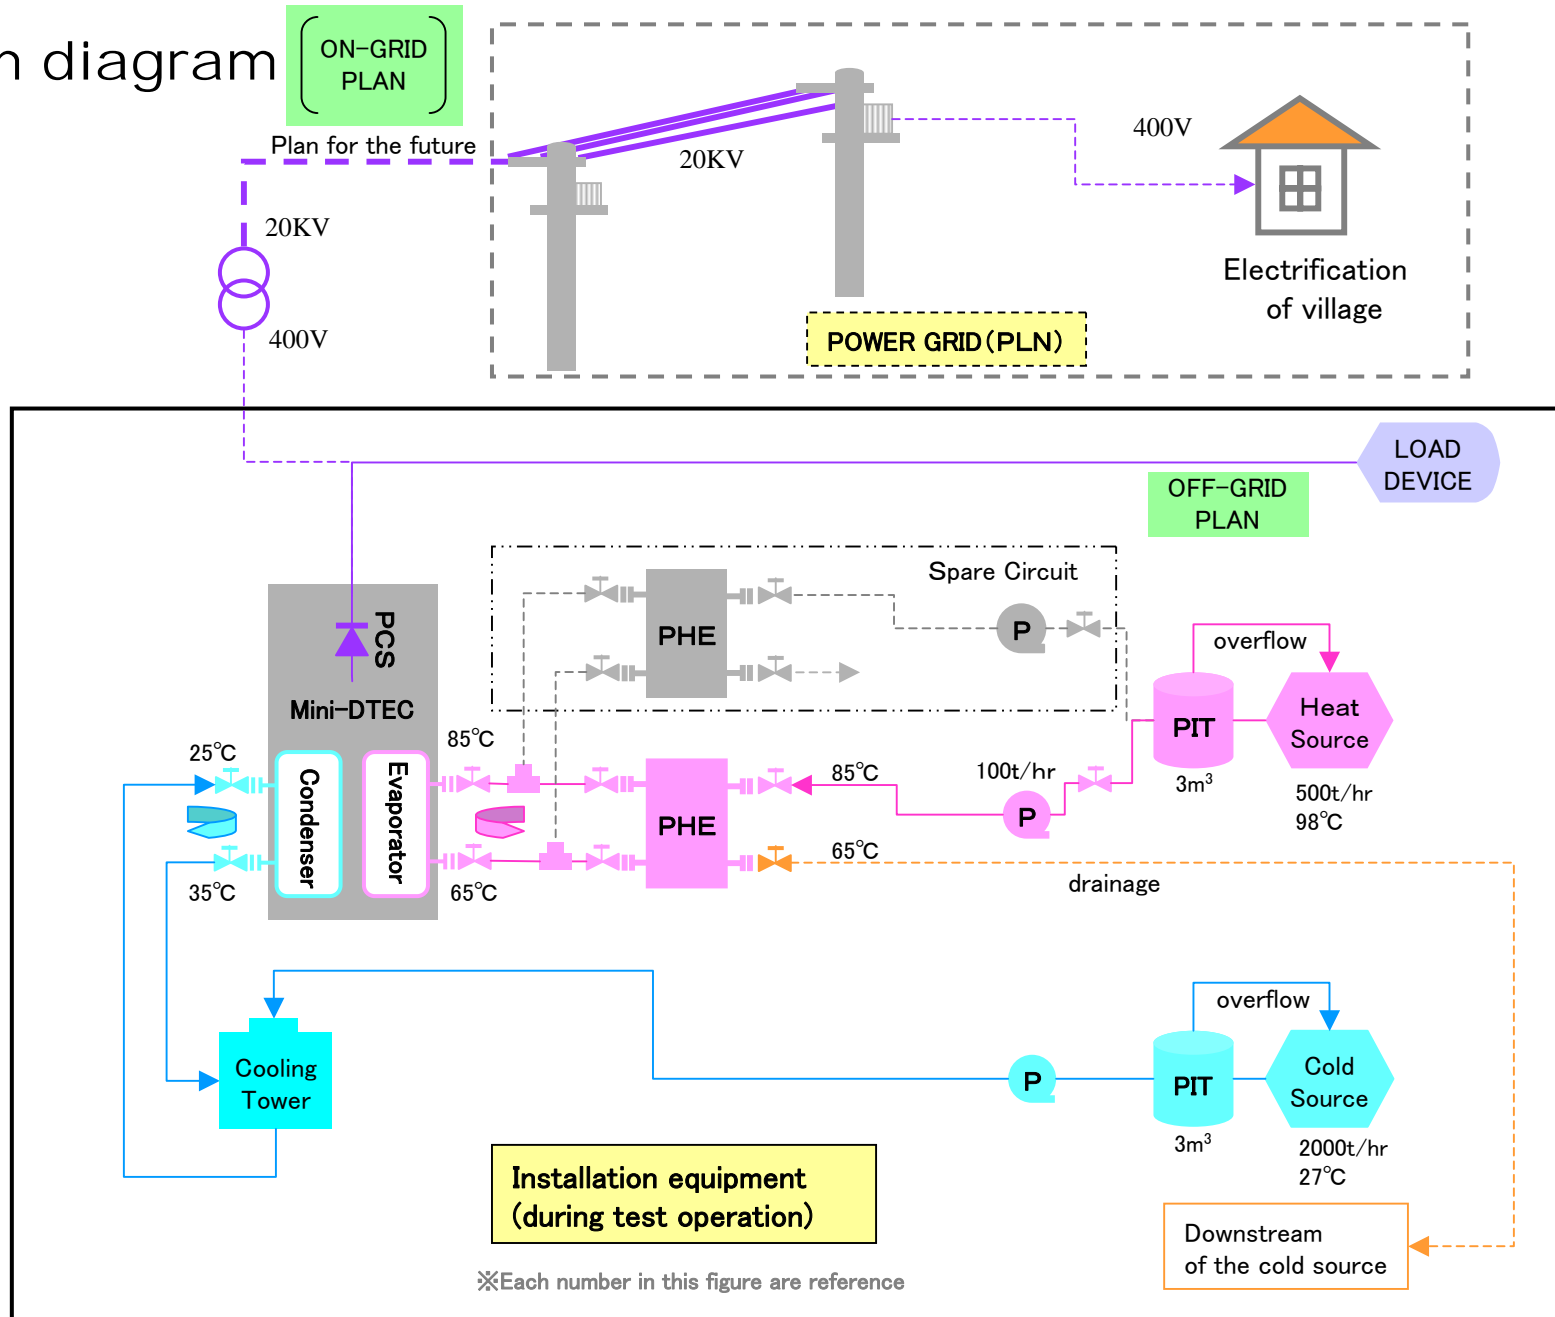 n diagram
ON-GRID
PLAN
Plan for the future
20KV
400V
20KV
400V
Electrification
of village
POWER GRID(PLN)
LOAD
DEVICE
OFF-GRID
PLAN
Spare Circuit
PHE
P
PCS
Mini-DTEC
Condenser
Evaporator
25℃
35℃
85℃
65℃
PHE
85℃
65℃
100t/hr
P
drainage
overflow
PIT
3m³
Heat
Source
500t/hr
98℃
Cooling
Tower
P
overflow
PIT
3m³
Cold
Source
2000t/hr
27℃
Installation equipment
(during test operation)
Downstream
of the cold source
※Each number in this figure are reference